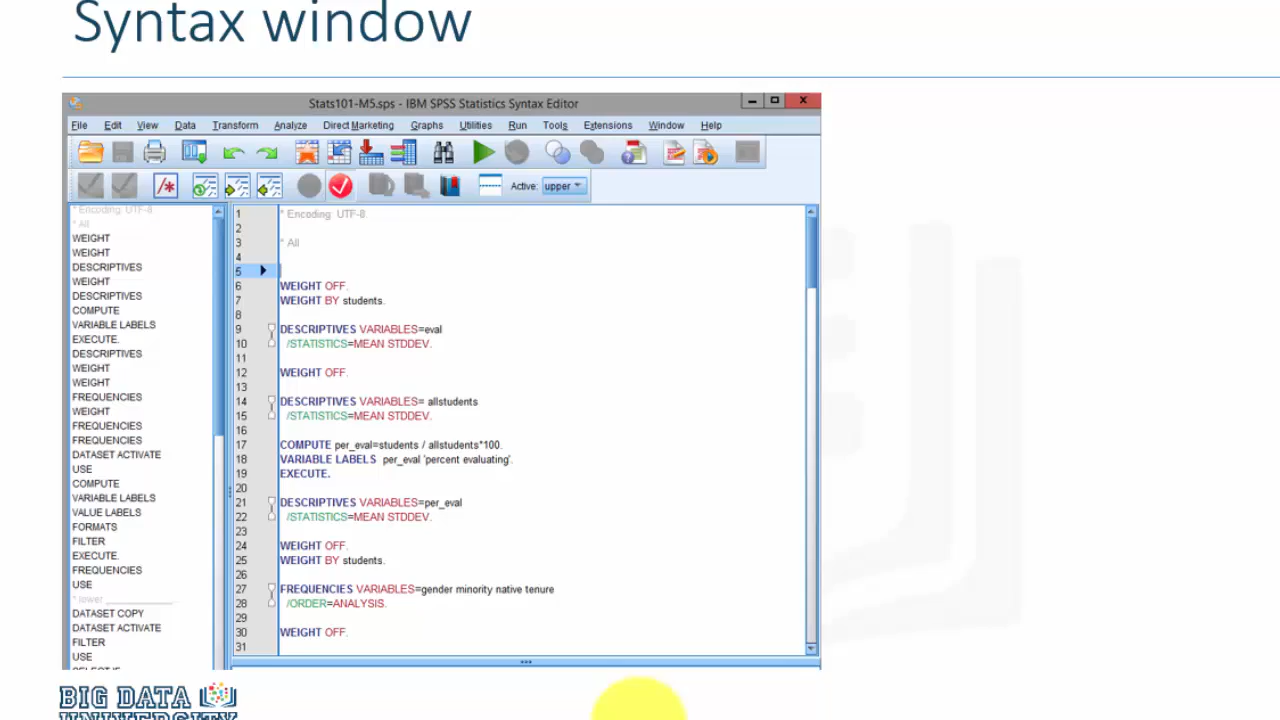 Syntax window
Stats101-M5.sps - IBM SPSS Statistics Syntax Editor
File Edit View Data Transform Analyze Direct Marketing Graphs Utilities Run Tools Extensions Window Help
Active: upper
* Encoding: UTF-8
* All
WEIGHT
WEIGHT
DESCRIPTIVES
WEIGHT
DESCRIPTIVES
COMPUTE
VARIABLE LABELS
EXECUTE.
DESCRIPTIVES
WEIGHT
WEIGHT
FREQUENCIES
WEIGHT
FREQUENCIES
FREQUENCIES
DATASET ACTIVATE
USE
COMPUTE
VARIABLE LABELS
VALUE LABELS
FORMATS
FILTER
EXECUTE.
FREQUENCIES
USE
* lower ____________
DATASET COPY
DATASET ACTIVATE
FILTER
USE
SELECT IF
1 * Encoding: UTF-8.
2
3 * All
4
5
6 WEIGHT OFF.
7 WEIGHT BY students.
8
9 DESCRIPTIVES VARIABLES=eval
10 /STATISTICS=MEAN STDDEV.
11
12 WEIGHT OFF.
13
14 DESCRIPTIVES VARIABLES= allstudents
15 /STATISTICS=MEAN STDDEV.
16
17 COMPUTE per_eval=students / allstudents*100.
18 VARIABLE LABELS per_eval 'percent evaluating'.
19 EXECUTE.
20
21 DESCRIPTIVES VARIABLES=per_eval
22 /STATISTICS=MEAN STDDEV.
23
24 WEIGHT OFF.
25 WEIGHT BY students.
26
27 FREQUENCIES VARIABLES=gender minority native tenure
28 /ORDER=ANALYSIS.
29
30 WEIGHT OFF.
31
BIG DATA
UNIVERSITY